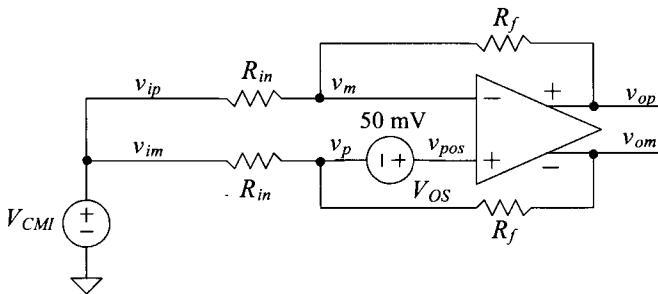 R_f
v_ip
R_in
v_m
−
+
v_op
50 mV
v_im
R_in
v_p
− +
v_pos
+
−
v_om
V_OS
R_f
V_CMI
+
−